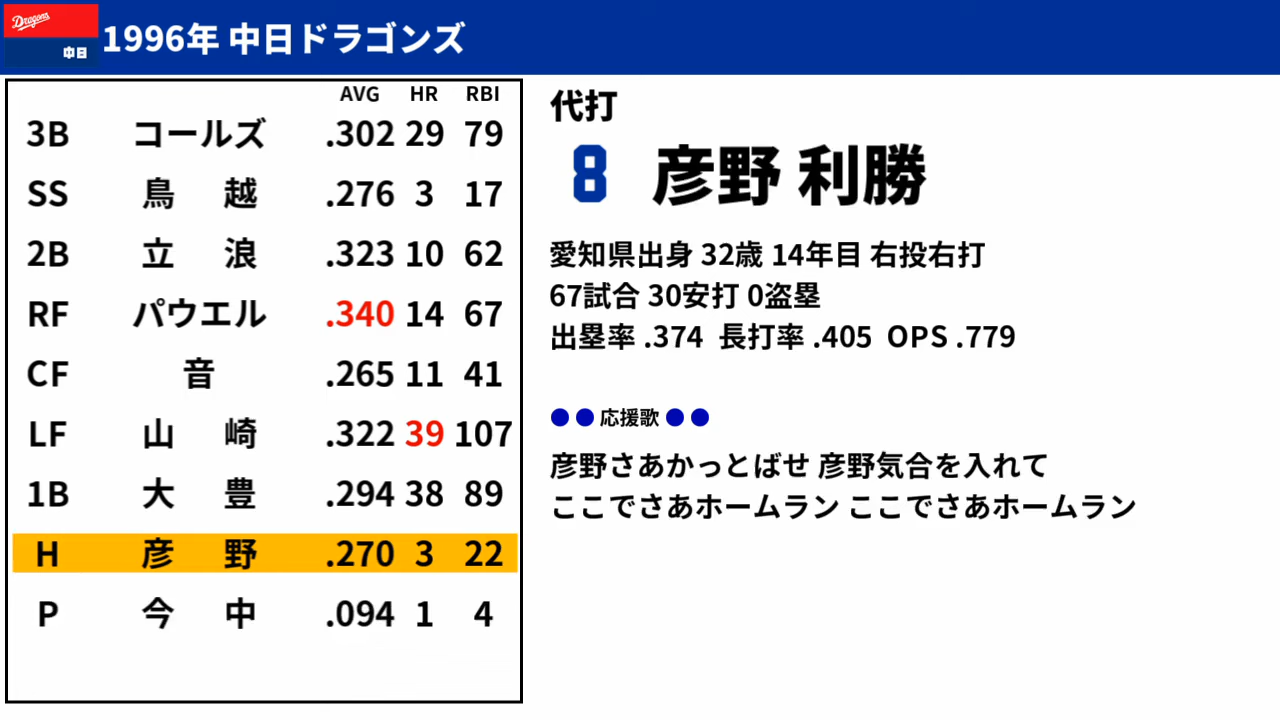 Dragons
中日
1996年 中日ドラゴンズ
AVG HR RBI
3B コールズ .302 29 79
SS 鳥越 .276 3 17
2B 立浪 .323 10 62
RF パウエル .340 14 67
CF 音 .265 11 41
LF 山崎 .322 39 107
1B 大豊 .294 38 89
H 彦野 .270 3 22
P 今中 .094 1 4
代打
8 彦野 利勝
愛知県出身 32歳 14年目 右投右打
67試合 30安打 0盗塁
出塁率 .374 長打率 .405 OPS .779
●●応援歌●●
彦野さあかっとばせ 彦野気合を入れて
ここでさあホームラン ここでさあホームラン